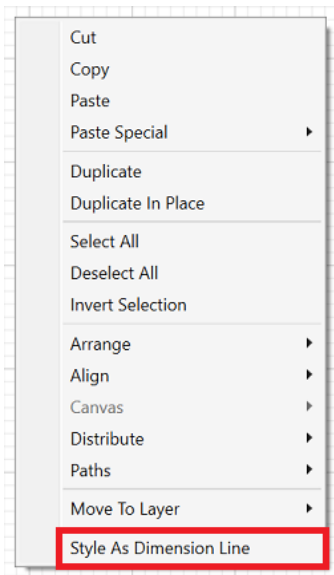 Cut
Copy
Paste
Paste Special
Duplicate
Duplicate In Place
Select All
Deselect All
Invert Selection
Arrange
Align
Canvas
Distribute
Paths
Move To Layer
Style As Dimension Line